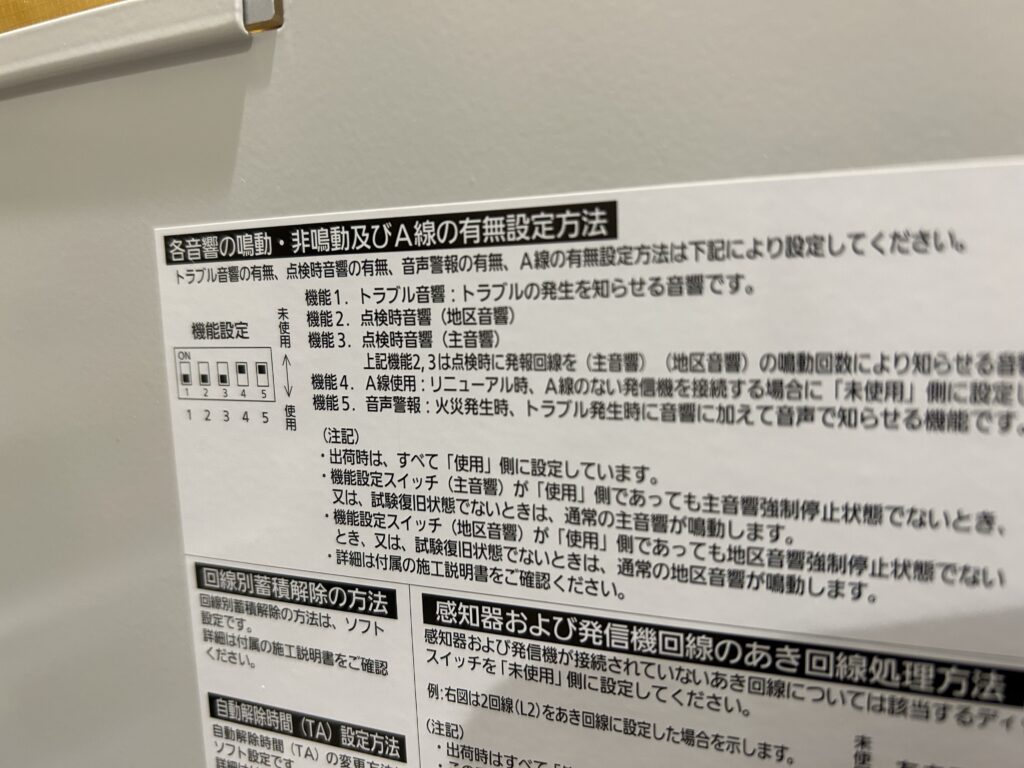 各音響の鳴動・非鳴動及びA線の有無設定方法
トラブル音響の有無、点検時音響の有無、音声警報の有無、A線の有無設定方法は下記により設定してください。
機能設定
ON
1 2 3 4 5
1 2 3 4 5
未使用
使用
機能1. トラブル音響:トラブルの発生を知らせる音響です。
機能2. 点検時音響(地区音響)
機能3. 点検時音響(主音響)
上記機能2,3は点検時に発報回線を(主音響)(地区音響)の鳴動回数により知らせる音響
機能4. A線使用:リニューアル時、A線のない発信機を接続する場合に「未使用」側に設定し
機能5. 音声警報:火災発生時、トラブル発生時に音響に加えて音声で知らせる機能です。
(注記)
・出荷時は、すべて「使用」側に設定しています。
・機能設定スイッチ(主音響)が「使用」側であっても主音響強制停止状態でないとき、
又は、試験復旧状態でないときは、通常の主音響が鳴動します。
・機能設定スイッチ(地区音響)が「使用」側であっても地区音響強制停止状態でない
とき、又は、試験復旧状態でないときは、通常の地区音響が鳴動します。
・詳細は付属の施工説明書をご確認ください。
回線別蓄積解除の方法
回線別蓄積解除の方法は、ソフト
設定です。
詳細は付属の施工説明書をご確認
ください。
自動解除時間(TA)設定方法
自動解除時間(TA)の変更方法は
ソフト設定です。
感知器および発信機回線のあき回線処理方法
感知器および発信機が接続されていないあき回線については該当するディ
スイッチを「未使用」側に設定してください。
例:右図は2回線(L2)をあき回線に設定した場合を示します。
(注記)
・出荷時はすべて「
未使